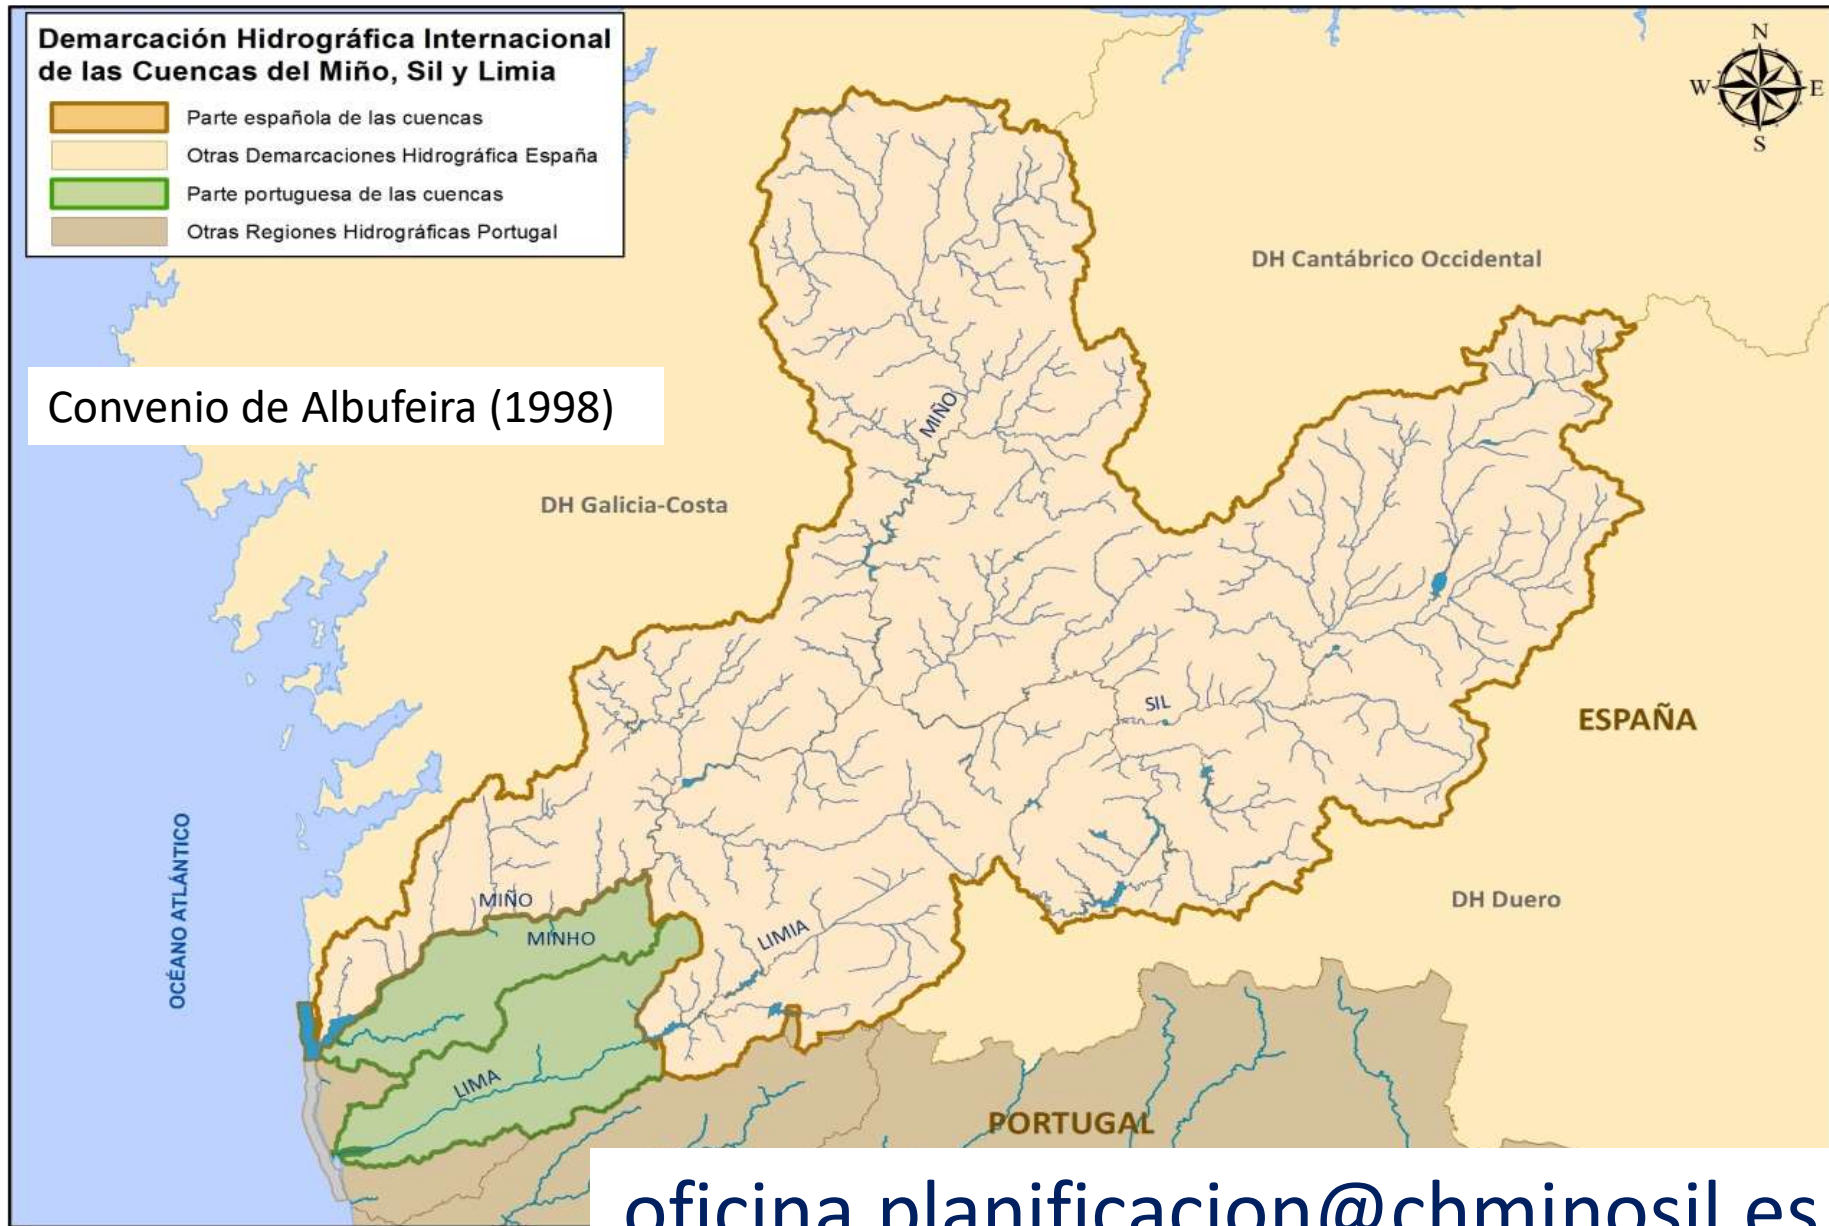 Demarcación Hidrográfica Internacional
de las Cuencas del Miño, Sil y Limia
Parte española de las cuencas
Otras Demarcaciones Hidrográfica España
Parte portuguesa de las cuencas
Otras Regiones Hidrográficas Portugal
N
W
E
S
DH Cantábrico Occidental
Convenio de Albufeira (1998)
MIÑO
DH Galicia-Costa
SIL
ESPAÑA
OCÉANO ATLÁNTICO
MIÑO
MINHO
LIMIA
DH Duero
LIMA
PORTUGAL
oficina.planificacion@chminosil.es